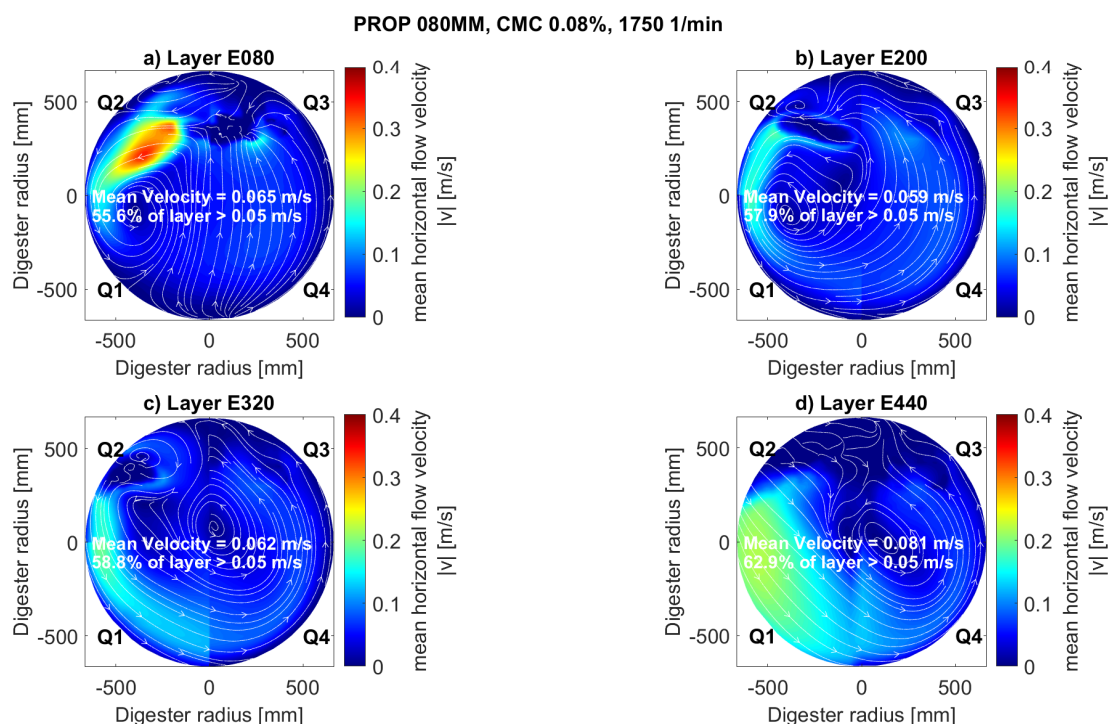 PROP 080MM, CMC 0.08%, 1750 1/min
a) Layer E080
Q2
Q3
Q1
Q4
Mean Velocity = 0.065 m/s
55.6% of layer > 0.05 m/s
500
0
-500
Digester radius [mm]
-500
0
500
Digester radius [mm]
0.4
0.3
0.2
0.1
0
mean horizontal flow velocity
|v| [m/s]
b) Layer E200
Q2
Q3
Q1
Q4
Mean Velocity = 0.059 m/s
57.9% of layer > 0.05 m/s
500
0
-500
Digester radius [mm]
-500
0
500
Digester radius [mm]
0.4
0.3
0.2
0.1
0
mean horizontal flow velocity
|v| [m/s]
c) Layer E320
Q2
Q3
Q1
Q4
Mean Velocity = 0.062 m/s
58.8% of layer > 0.05 m/s
500
0
-500
Digester radius [mm]
-500
0
500
Digester radius [mm]
0.4
0.3
0.2
0.1
0
mean horizontal flow velocity
|v| [m/s]
d) Layer E440
Q2
Q3
Q1
Q4
Mean Velocity = 0.081 m/s
62.9% of layer > 0.05 m/s
500
0
-500
Digester radius [mm]
-500
0
500
Digester radius [mm]
0.4
0.3
0.2
0.1
0
mean horizontal flow velocity
|v| [m/s]